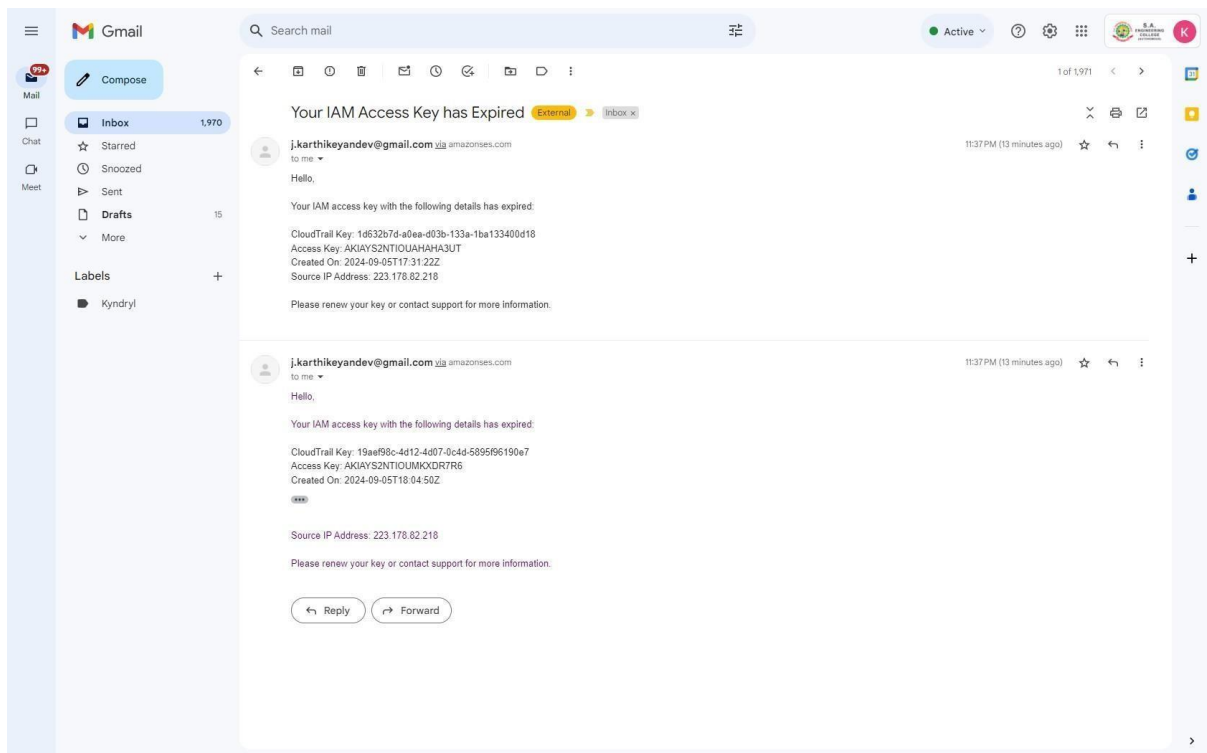 Gmail
Search mail
Active
S.A. ENGINEERING COLLEGE
K
99+
Mail
Chat
Meet
Compose
Inbox 1,970
Starred
Snoozed
Sent
Drafts 15
More
Labels
Kyndryl
1 of 1,971
Your IAM Access Key has Expired External Inbox x
j.karthikeyandev@gmail.com via amazonses.com 11:37 PM (13 minutes ago)
to me
Hello,
Your IAM access key with the following details has expired:
CloudTrail Key: 1d632b7d-a0ea-d03b-133a-1ba133400d18
Access Key: AKIAYS2NTIOUAHAHA3UT
Created On: 2024-09-05T17:31:22Z
Source IP Address: 223.178.82.218
Please renew your key or contact support for more information.
j.karthikeyandev@gmail.com via amazonses.com 11:37 PM (13 minutes ago)
to me
Hello,
Your IAM access key with the following details has expired:
CloudTrail Key: 19aef98c-4d12-4d07-0c4d-5895f96190e7
Access Key: AKIAYS2NTIOUMKXDR7R6
Created On: 2024-09-05T18:04:50Z
Source IP Address: 223.178.82.218
Please renew your key or contact support for more information.
Reply
Forward